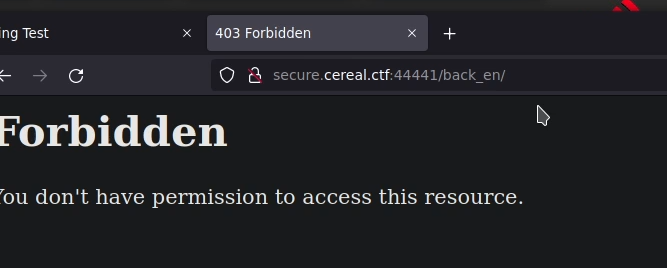 ing Test
403 Forbidden
secure.cereal.ctf:44441/back_en/
Forbidden
You don't have permission to access this resource.